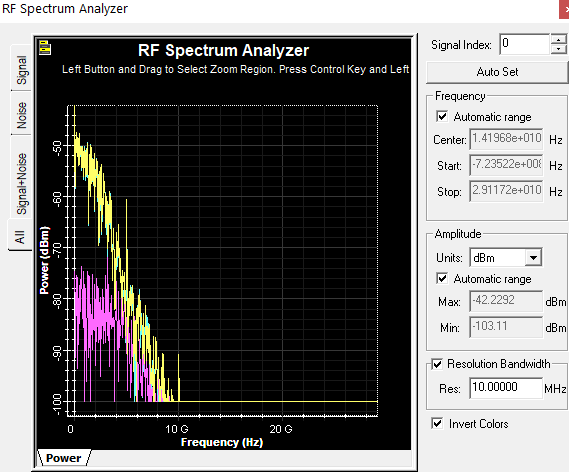 RF Spectrum Analyzer
RF Spectrum Analyzer
Left Button and Drag to Select Zoom Region. Press Control Key and Left
Signal
Noise
Signal+Noise
All
Power (dBm)
-50
-60
-70
-80
-90
-100
0
10 G
20 G
Frequency (Hz)
Power
Signal Index:
0
Auto Set
Frequency
Automatic range
Center: 1.41968e+010 Hz
Start: -7.23522e+008 Hz
Stop: 2.91172e+010 Hz
Amplitude
Units: dBm
Automatic range
Max: -42.2292 dBm
Min: -103.11 dBm
Resolution Bandwidth
Res: 10.00000 MHz
Invert Colors